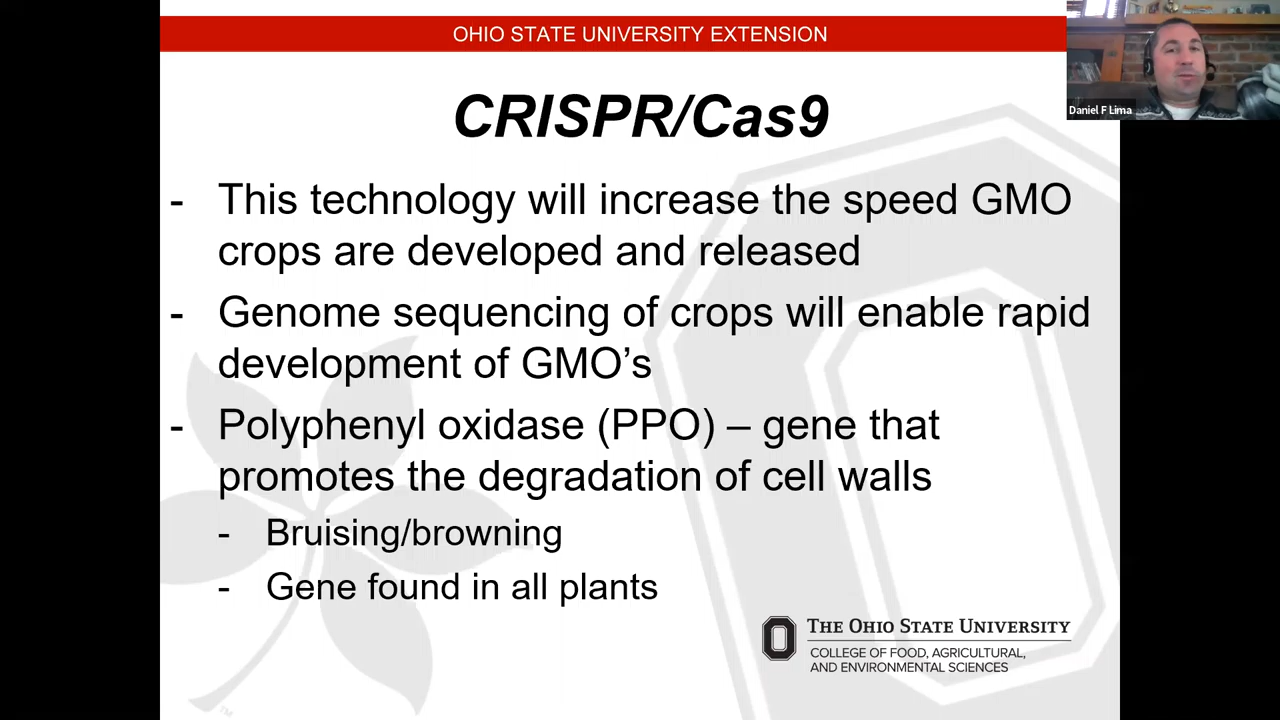 OHIO STATE UNIVERSITY EXTENSION
Daniel F Lima
CRISPR/Cas9
- This technology will increase the speed GMO
crops are developed and released
- Genome sequencing of crops will enable rapid
development of GMO’s
- Polyphenyl oxidase (PPO) – gene that
promotes the degradation of cell walls
- Bruising/browning
- Gene found in all plants
THE OHIO STATE UNIVERSITY
COLLEGE OF FOOD, AGRICULTURAL,
AND ENVIRONMENTAL SCIENCES
TM